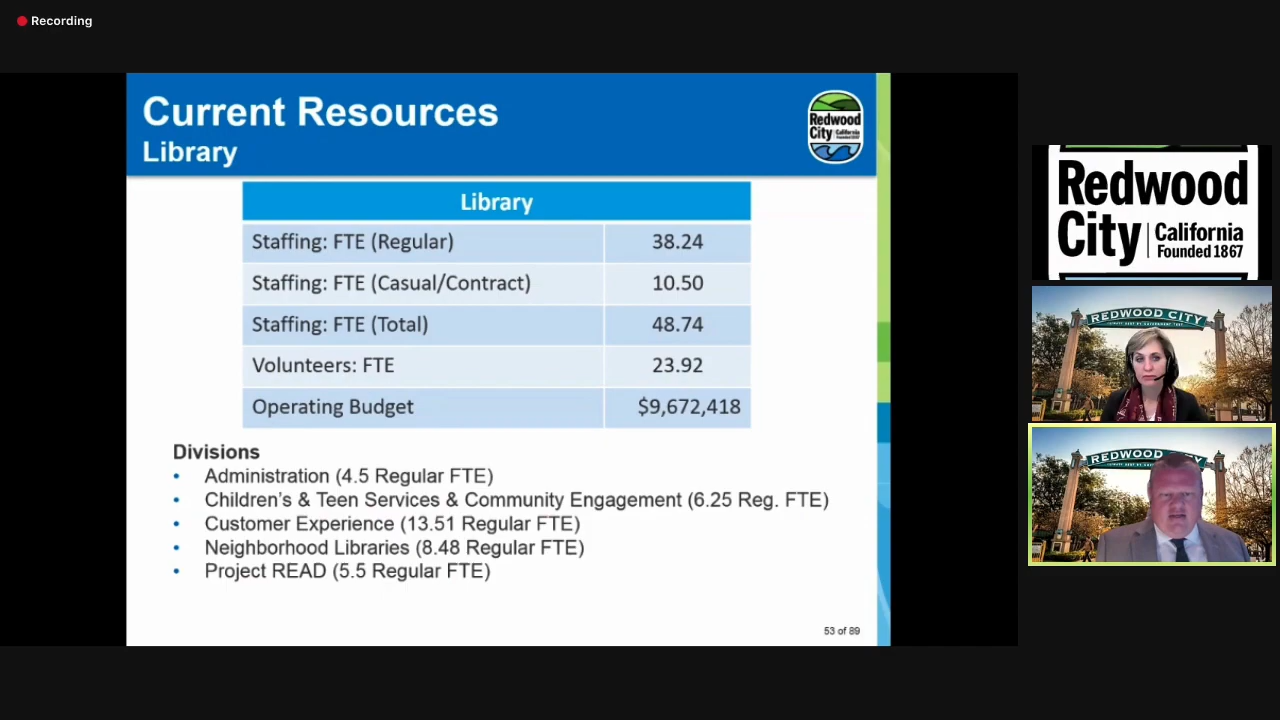 Recording
Current Resources
Library
Redwood
City California
Founded 1867
Library
Staffing: FTE (Regular) 38.24
Staffing: FTE (Casual/Contract) 10.50
Staffing: FTE (Total) 48.74
Volunteers: FTE 23.92
Operating Budget $9,672,418
Divisions
• Administration (4.5 Regular FTE)
• Children's & Teen Services & Community Engagement (6.25 Reg. FTE)
• Customer Experience (13.51 Regular FTE)
• Neighborhood Libraries (8.48 Regular FTE)
• Project READ (5.5 Regular FTE)
53 of 89
Redwood
City California
Founded 1867
REDWOOD CITY
REDWOOD CITY